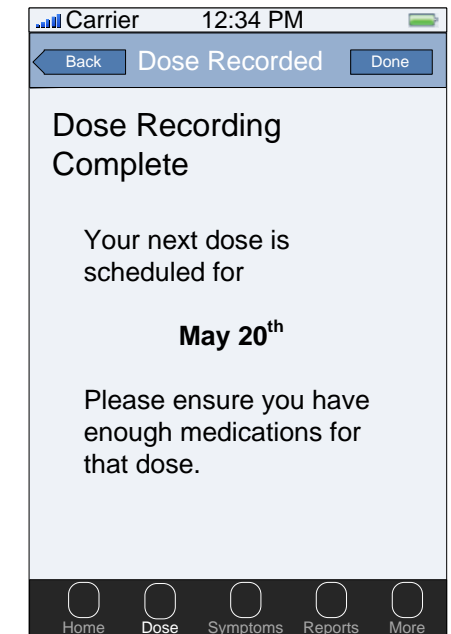 Carrier 12:34 PM
Back Dose Recorded Done
Dose Recording
Complete
Your next dose is
scheduled for
May 20th
Please ensure you have
enough medications for
that dose.
Home Dose Symptoms Reports More